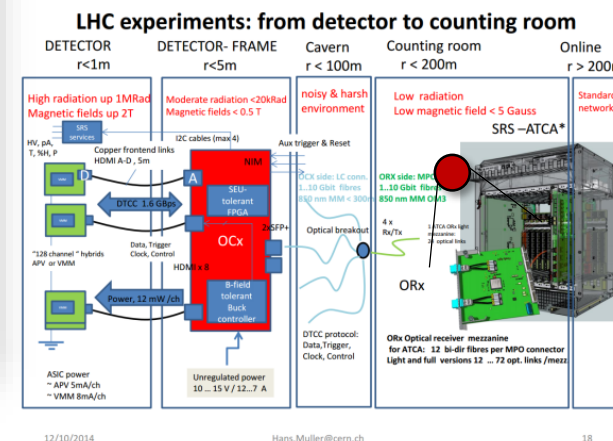 LHC experiments: from detector to counting room
DETECTOR
r<1m
DETECTOR- FRAME
r<5m
Cavern
r < 100m
Counting room
r < 200m
Online
r > 200m
High radiation up 1MRad
Magnetic fields up 2T
SRS
services
HV, pA,
T, %H, P
Copper frontend links
HDMI A-D , 5m
D
DTCC 1.6 GBps
"128 channel " hybrids
APV or VMM
Data,Trigger
Clock, Control
Power, 12 mW /ch
ASIC power
~ APV 5mA/ch
~ VMM 8mA/ch
Moderate radiation <20kRad
Magnetic fields < 0.5 T
I2C cables (max 4)
NIM
A
SEU-
tolerant
FPGA
OCx
2xSFP+
HDMI x 8
B-field
tolerant
Buck
controller
Unregulated power
10 ... 15 V / 12...7 A
noisy & harsh
environment
Aux trigger & Reset
OCX side: LC conn.
1..10 Gbit fibres
850 nm MM < 300m
Optical breakout
DTCC protocol:
Data,Trigger,
Clock, Control
Low radiation
Low magnetic field < 5 Gauss
SRS –ATCA*
ORX side: MPO
1..10 Gbit
850 nm MM OM3
4 x
Rx/Tx
ATCA ORx light
mezzanine:
optical links
ORx
ORx Optical receiver mezzanine
for ATCA: 12 bi-dir fibres per MPO connector
Light and full versions 12 ... 72 opt. links /mezz
Standard
network
12/10/2014
Hans.Muller@cern.ch
18